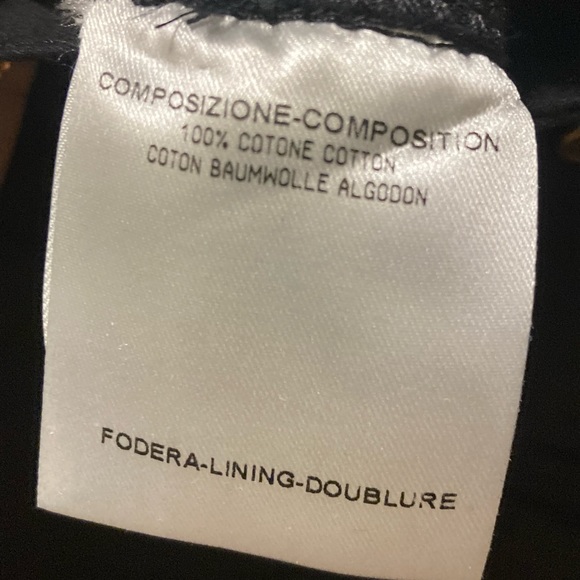 COMPOSIZIONE-COMPOSITION
100% COTONE COTTON
COTON BAUMWOLLE ALGODON
FODERA-LINING-DOUBLURE